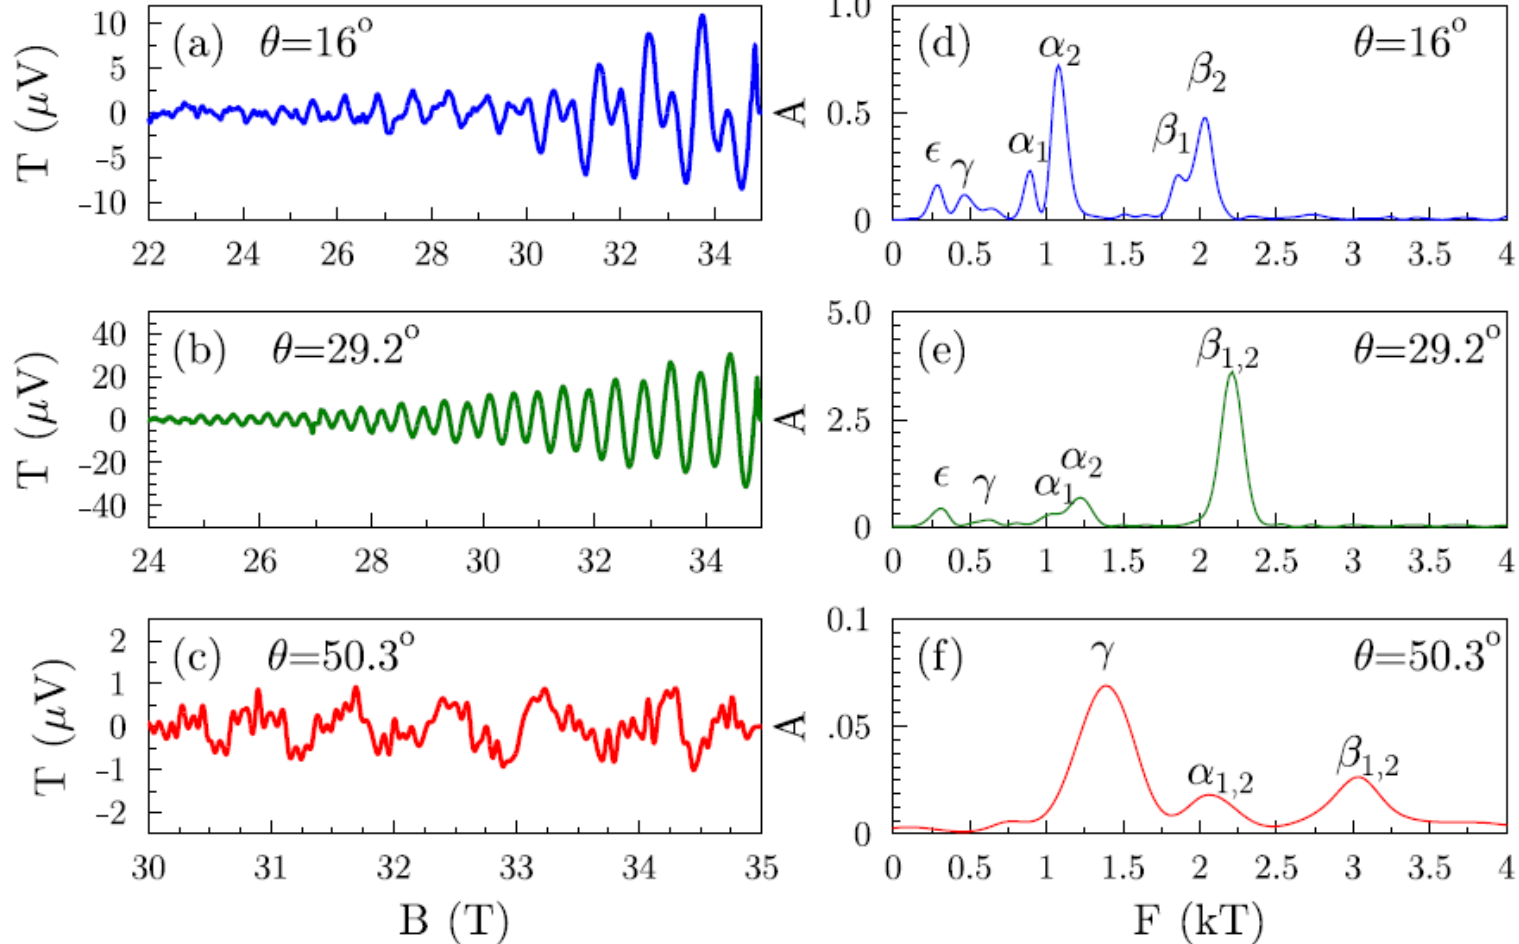 (a) θ=16°
T (μV)
10
5
0
−5
−10
22 24 26 28 30 32 34
(d) θ=16°
A
1.0
0.5
0
ϵ γ α₁ α₂ β₁ β₂
0 0.5 1 1.5 2 2.5 3 3.5 4
(b) θ=29.2°
T (μV)
40
20
0
−20
−40
24 26 28 30 32 34
(e) θ=29.2°
A
5.0
2.5
0
ϵ γ α₁ α₂ β₁,₂
0 0.5 1 1.5 2 2.5 3 3.5 4
(c) θ=50.3°
T (μV)
2
1
0
−1
−2
30 31 32 33 34 35
B (T)
(f) θ=50.3°
A
0.1
.05
0
γ α₁,₂ β₁,₂
0 0.5 1 1.5 2 2.5 3 3.5 4
F (kT)